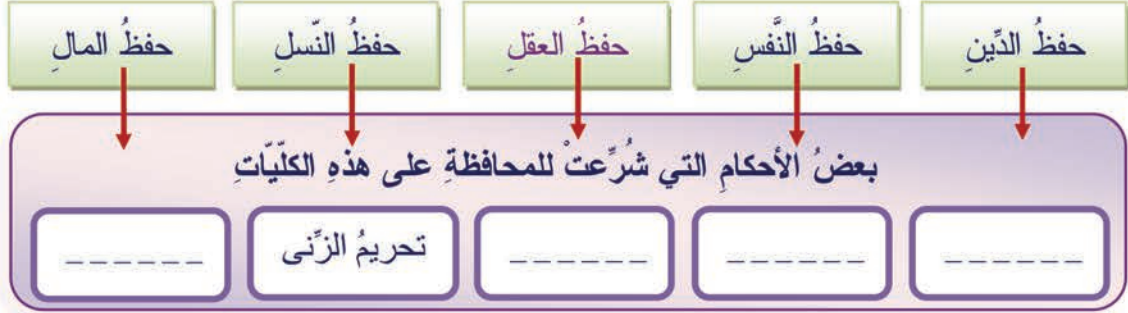 حفظُ الدِّينِ
حفظُ النَّفسِ
حفظُ العقلِ
حفظُ النّسلِ
حفظُ المالِ
بعضُ الأحكامِ التي شُرِّعتْ للمحافظةِ على هذهِ الكلّيّاتِ
_ _ _ _ _ _
_ _ _ _ _ _
_ _ _ _ _ _
تحريمُ الزِّنى
_ _ _ _ _ _